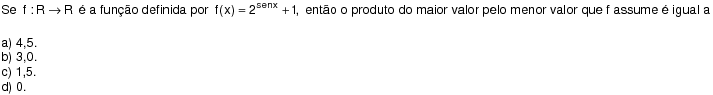 Se f : R → R é a função definida por f(x) = 2^senx + 1, então o produto do maior valor pelo menor valor que f assume é igual a
a) 4,5.
b) 3,0.
c) 1,5.
d) 0.